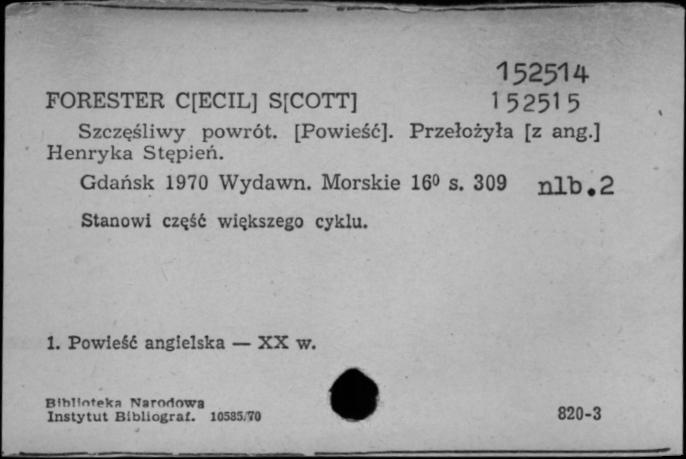 152514
FORESTER C[ECIL] S[COTT] 152515
Szczęśliwy powrót. [Powieść]. Przełożyła [z ang.]
Henryka Stępień.
Gdańsk 1970 Wydawn. Morskie 16⁰ s. 309 nlb.2
Stanowi część większego cyklu.
1. Powieść angielska — XX w.
Biblioteka Narodowa
Instytut Bibliograf. 10585/70 820-3